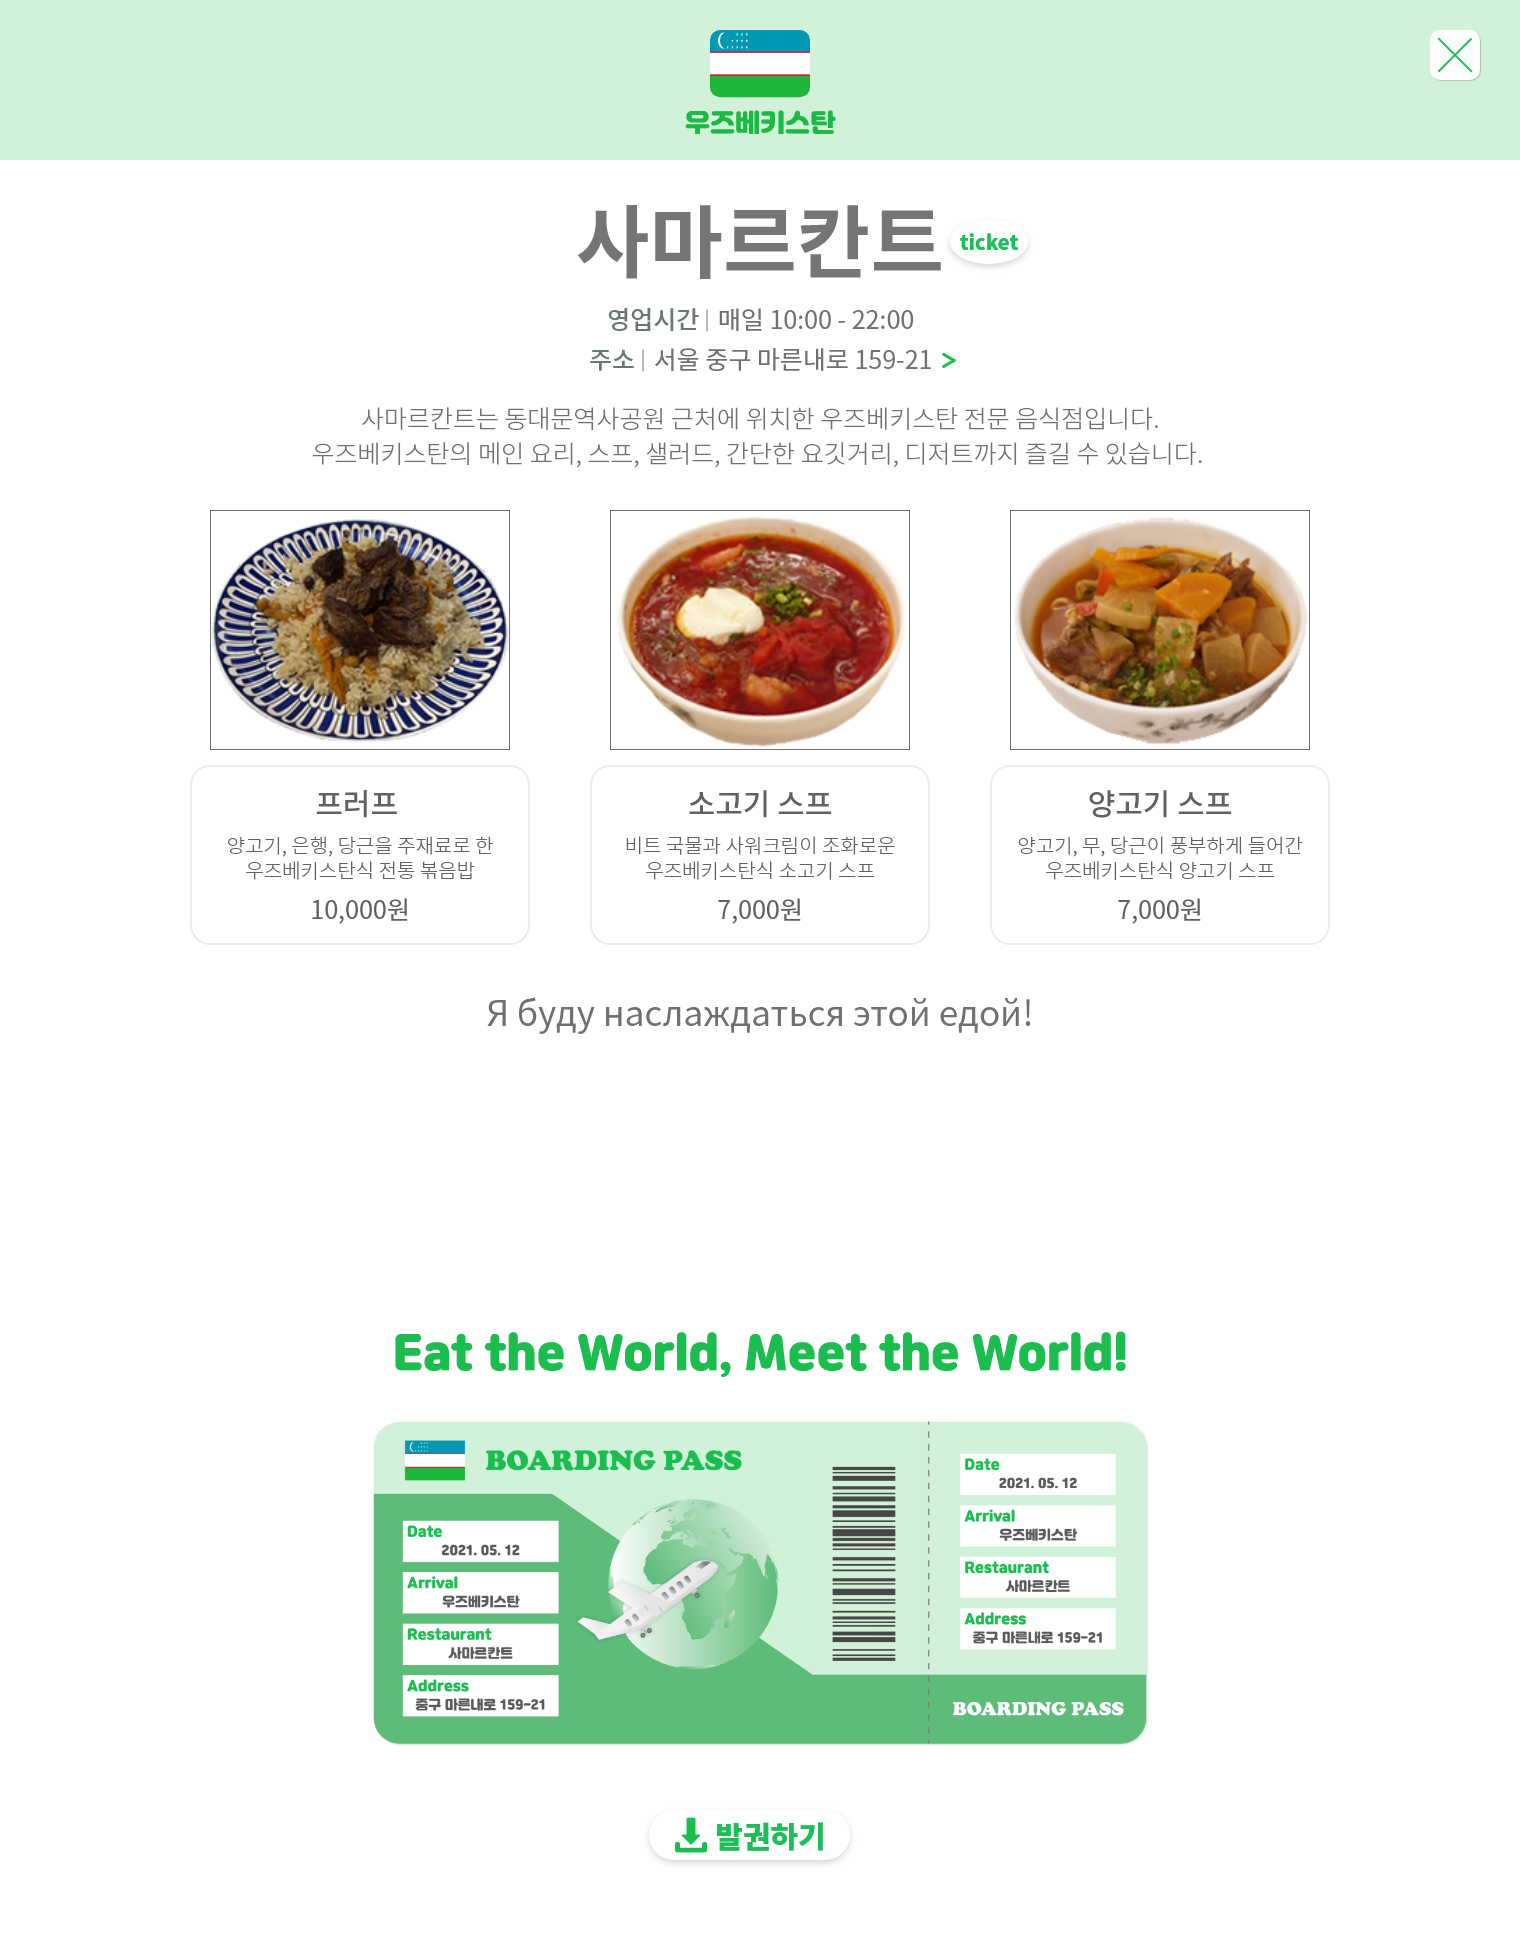 우즈베키스탄
사마르칸트
ticket
영업시간 | 매일 10:00 - 22:00
주소 | 서울 중구 마른내로 159-21 >
사마르칸트는 동대문역사공원 근처에 위치한 우즈베키스탄 전문 음식점입니다.
우즈베키스탄의 메인 요리, 스프, 샐러드, 간단한 요깃거리, 디저트까지 즐길 수 있습니다.
프러프
양고기, 은행, 당근을 주재료로 한
우즈베키스탄식 전통 볶음밥
10,000원
소고기 스프
비트 국물과 사워크림이 조화로운
우즈베키스탄식 소고기 스프
7,000원
양고기 스프
양고기, 무, 당근이 풍부하게 들어간
우즈베키스탄식 양고기 스프
7,000원
Я буду наслаждаться этой едой!
Eat the World, Meet the World!
BOARDING PASS
Date
2021. 05. 12
Arrival
우즈베키스탄
Restaurant
사마르칸트
Address
중구 마른내로 159-21
Date
2021. 05. 12
Arrival
우즈베키스탄
Restaurant
사마르칸트
Address
중구 마른내로 159-21
BOARDING PASS
발권하기